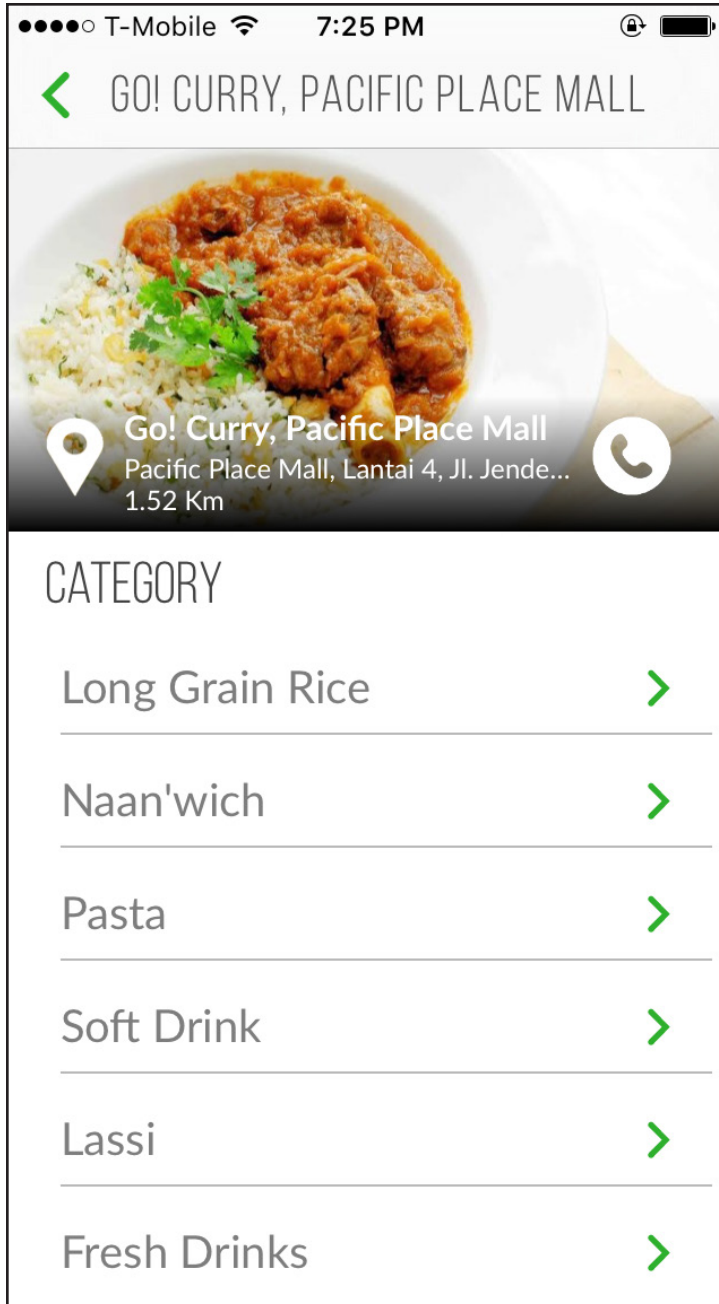 T-Mobile 7:25 PM
GO! CURRY, PACIFIC PLACE MALL
Go! Curry, Pacific Place Mall
Pacific Place Mall, Lantai 4, Jl. Jende...
1.52 Km
CATEGORY
Long Grain Rice
Naan'wich
Pasta
Soft Drink
Lassi
Fresh Drinks